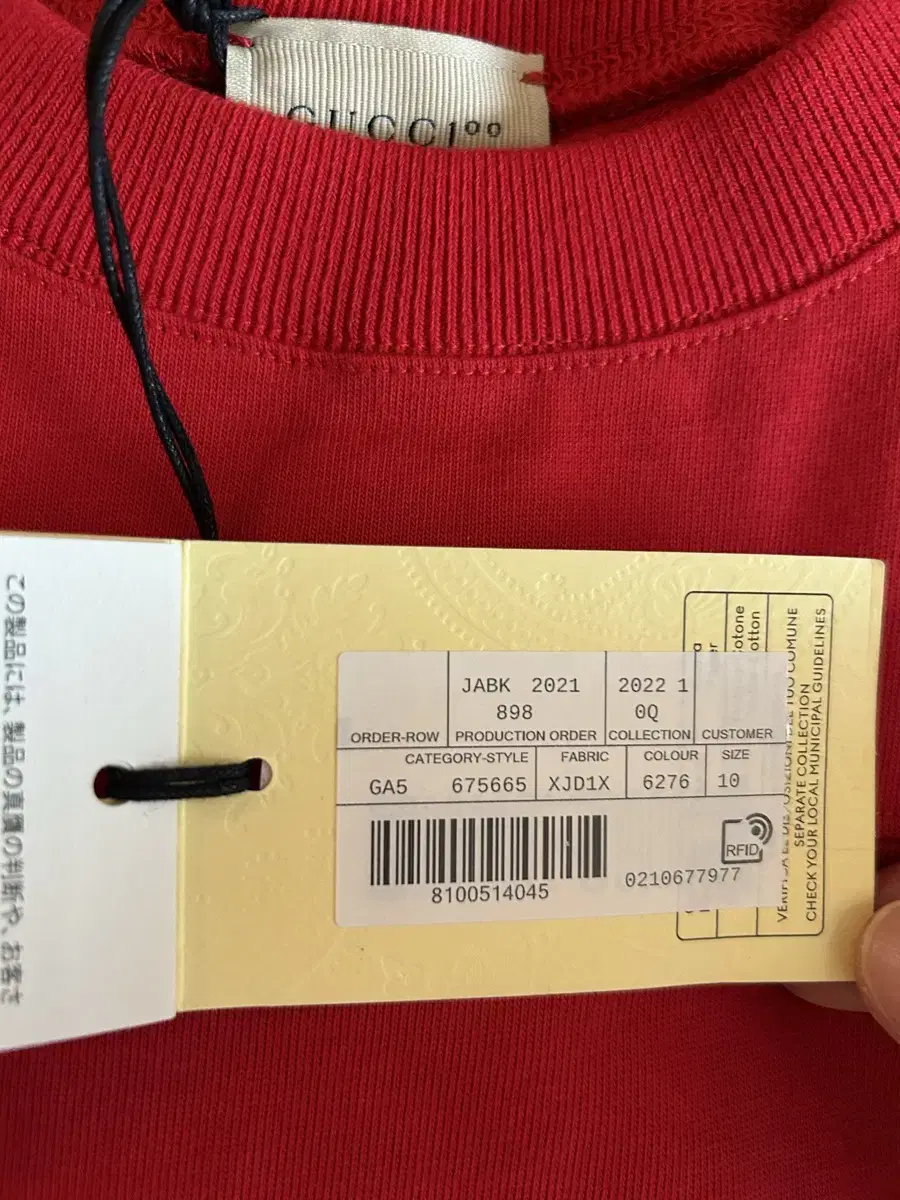 GUCCI
この製品には、製品の真贋の判断や、お客さ
JABK 2021 2022 1
898 0Q
ORDER-ROW PRODUCTION ORDER COLLECTION CUSTOMER
CATEGORY-STYLE FABRIC COLOUR SIZE
GA5 675665 XJD1X 6276 10
RFID
8100514045 0210677977
SEPARATE COLLECTION
CHECK YOUR LOCAL MUNICIPAL GUIDELINES
COMUNE